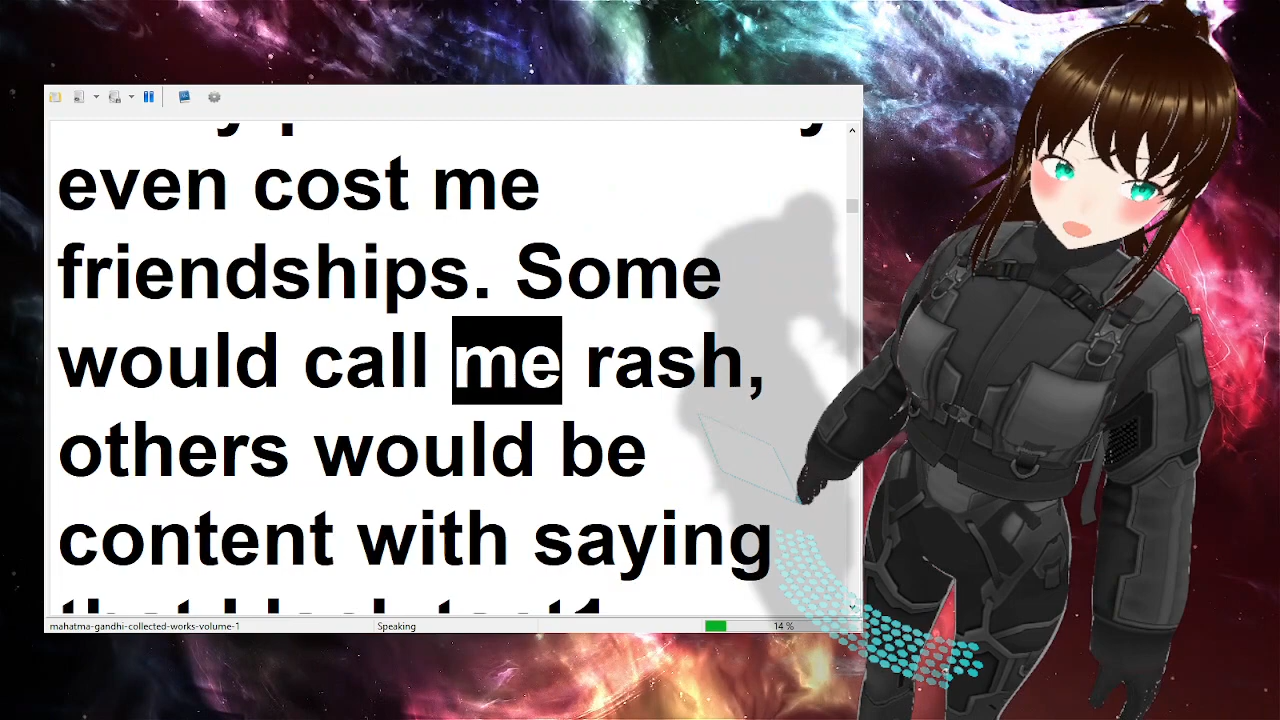 even cost me
friendships. Some
would call me rash,
others would be
content with saying
mahatma-gandhi-collected-works-volume-1
Speaking
14 %